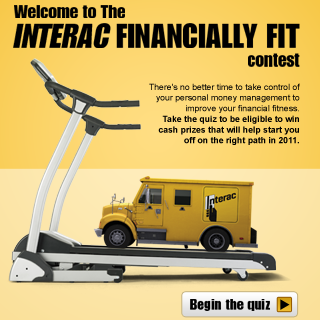 Welcome to The
INTERAC FINANCIALLY FIT
contest
There's no better time to take control of
your personal money management to
improve your financial fitness.
Take the quiz to be eligible to win
cash prizes that will help start you
off on the right path in 2011.
Interac
Begin the quiz